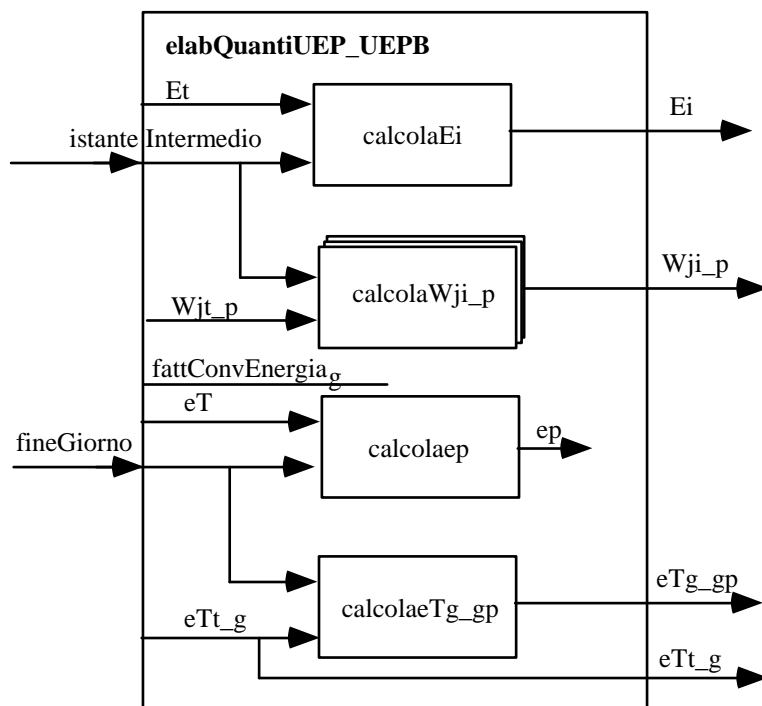 elabQuantiUEP_UEPB
Et
Ei
istante Intermedio
calcolaEi
Wji_p
calcolaWji_p
Wjt_p
fattConvEnergia_g
eT
fineGiorno
calcolaep
ep
eTg_gp
calcolaeTg_gp
eTt_g
eTt_g